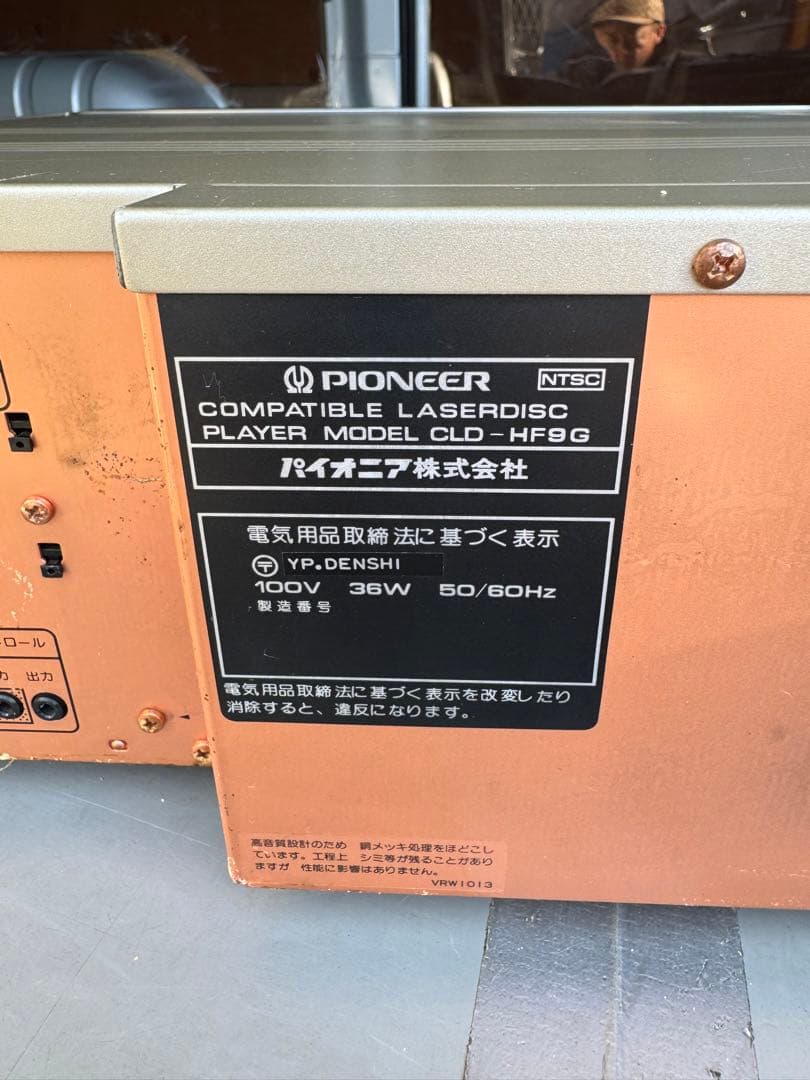 PIONEER NTSC
COMPATIBLE LASERDISC
PLAYER MODEL CLD-HF9G
パイオニア株式会社
電気用品取締法に基づく表示
〒 YP.DENSHI
100V 36W 50/60Hz
製造番号
電気用品取締法に基づく表示を改変したり
消除すると、違反になります。
ロール
力 出力
高音質設計のため 銅メッキ処理をほどこし
ています。工程上 シミ等が残ることがあり
ますが 性能に影響はありません。
VRW1013